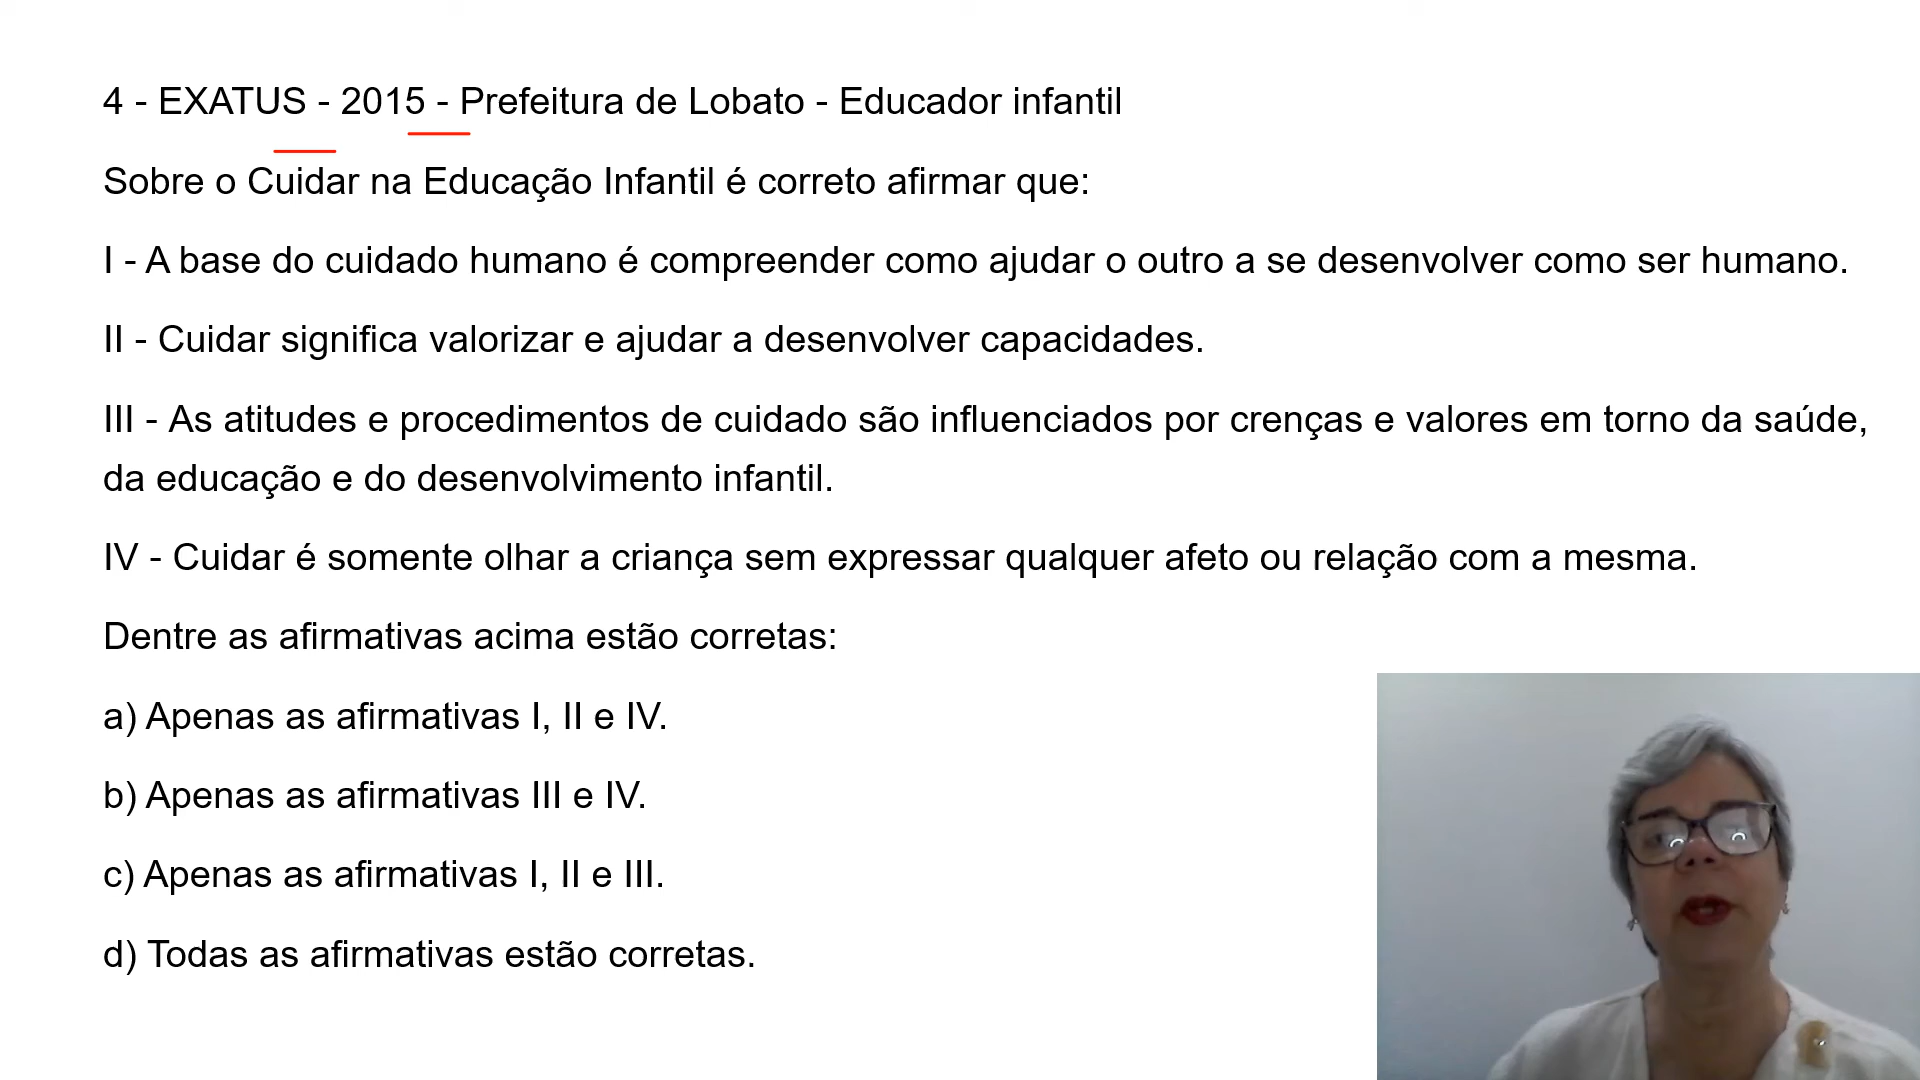 4 - EXATUS - 2015 - Prefeitura de Lobato - Educador infantil
Sobre o Cuidar na Educação Infantil é correto afirmar que:
I - A base do cuidado humano é compreender como ajudar o outro a se desenvolver como ser humano.
II - Cuidar significa valorizar e ajudar a desenvolver capacidades.
III - As atitudes e procedimentos de cuidado são influenciados por crenças e valores em torno da saúde,
da educação e do desenvolvimento infantil.
IV - Cuidar é somente olhar a criança sem expressar qualquer afeto ou relação com a mesma.
Dentre as afirmativas acima estão corretas:
a) Apenas as afirmativas I, II e IV.
b) Apenas as afirmativas III e IV.
c) Apenas as afirmativas I, II e III.
d) Todas as afirmativas estão corretas.